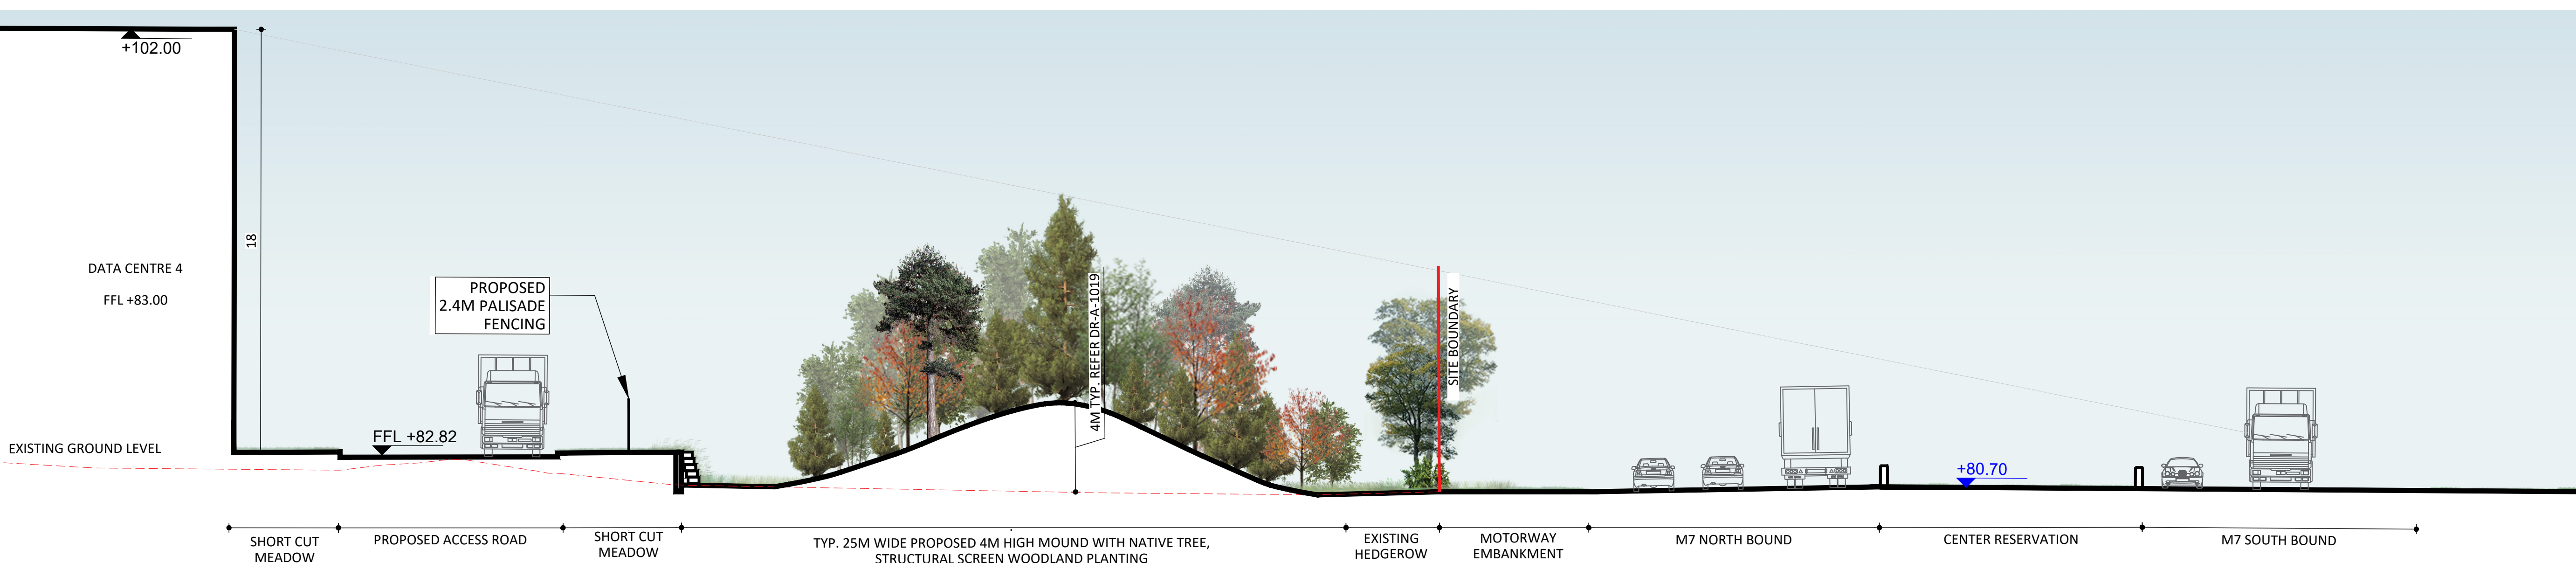 +102.00
18
DATA CENTRE 4
FFL +83.00
PROPOSED
2.4M PALISADE
FENCING
FFL +82.82
EXISTING GROUND LEVEL
4M TYP. REFER DR-A-1019
SITE BOUNDARY
+80.70
SHORT CUT
MEADOW
PROPOSED ACCESS ROAD
SHORT CUT
MEADOW
TYP. 25M WIDE PROPOSED 4M HIGH MOUND WITH NATIVE TREE,
STRUCTURAL SCREEN WOODLAND PLANTING
EXISTING
HEDGEROW
MOTORWAY
EMBANKMENT
M7 NORTH BOUND
CENTER RESERVATION
M7 SOUTH BOUND